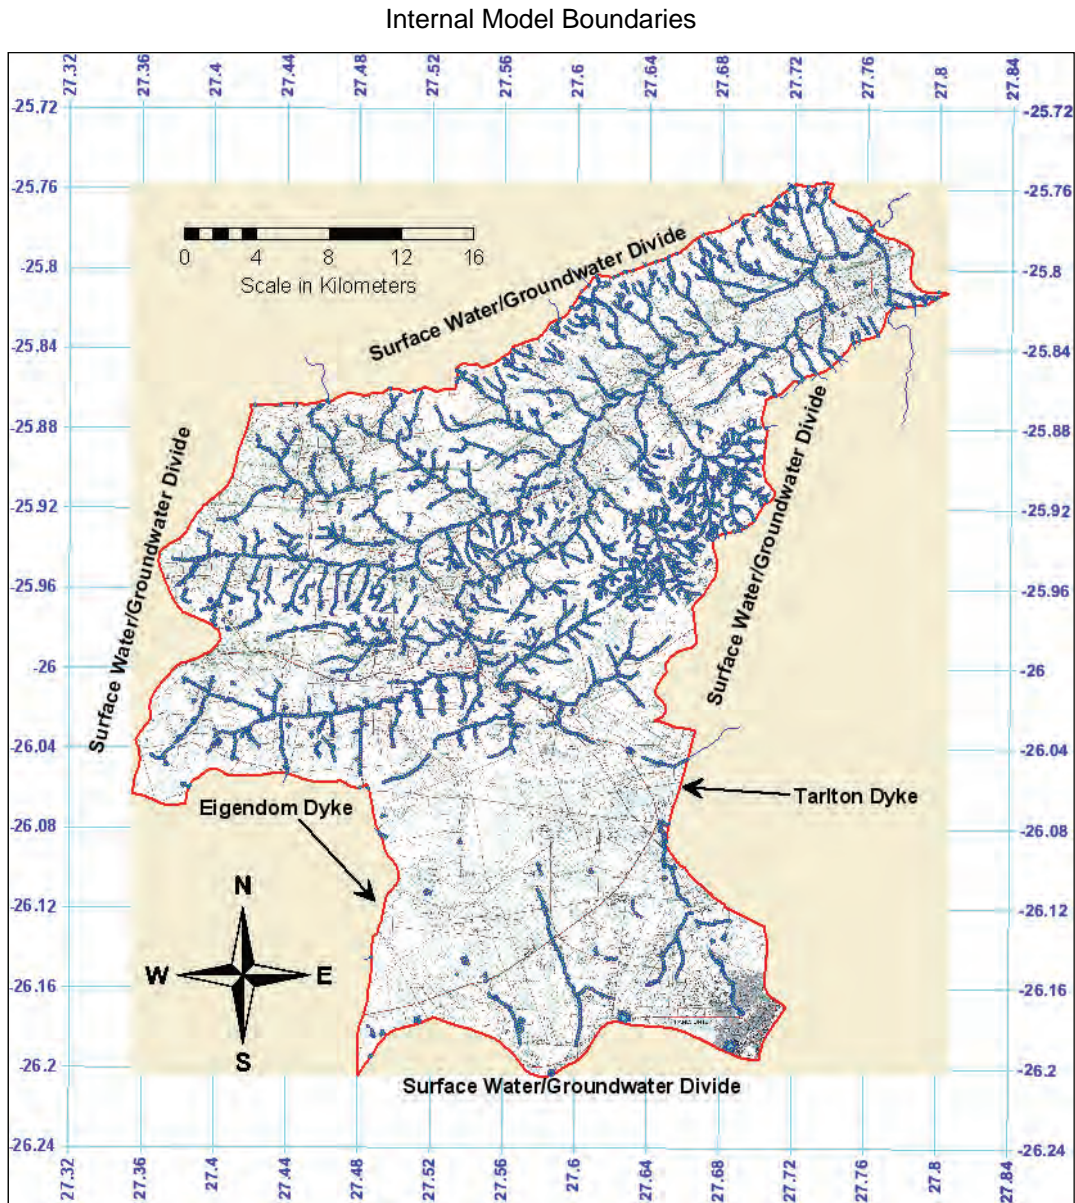 Internal Model Boundaries
27.32 27.36 27.4 27.44 27.48 27.52 27.56 27.6 27.64 27.68 27.72 27.76 27.8 27.84
-25.72 -25.72
-25.76 -25.76
Surface Water/Groundwater Divide
0 4 8 12 16
Scale in Kilometers
-25.8 -25.8
-25.84 -25.84
-25.88 -25.88
Surface Water/Groundwater Divide
Surface Water/Groundwater Divide
-25.92 -25.92
-25.96 -25.96
-26 -26
-26.04 -26.04
Tarlton Dyke
Eigendom Dyke
-26.08 -26.08
N
-26.12 -26.12
W E
-26.16 -26.16
S
-26.2 -26.2
Surface Water/Groundwater Divide
-26.24 -26.24
27.32 27.36 27.4 27.44 27.48 27.52 27.56 27.6 27.64 27.68 27.72 27.76 27.8 27.84